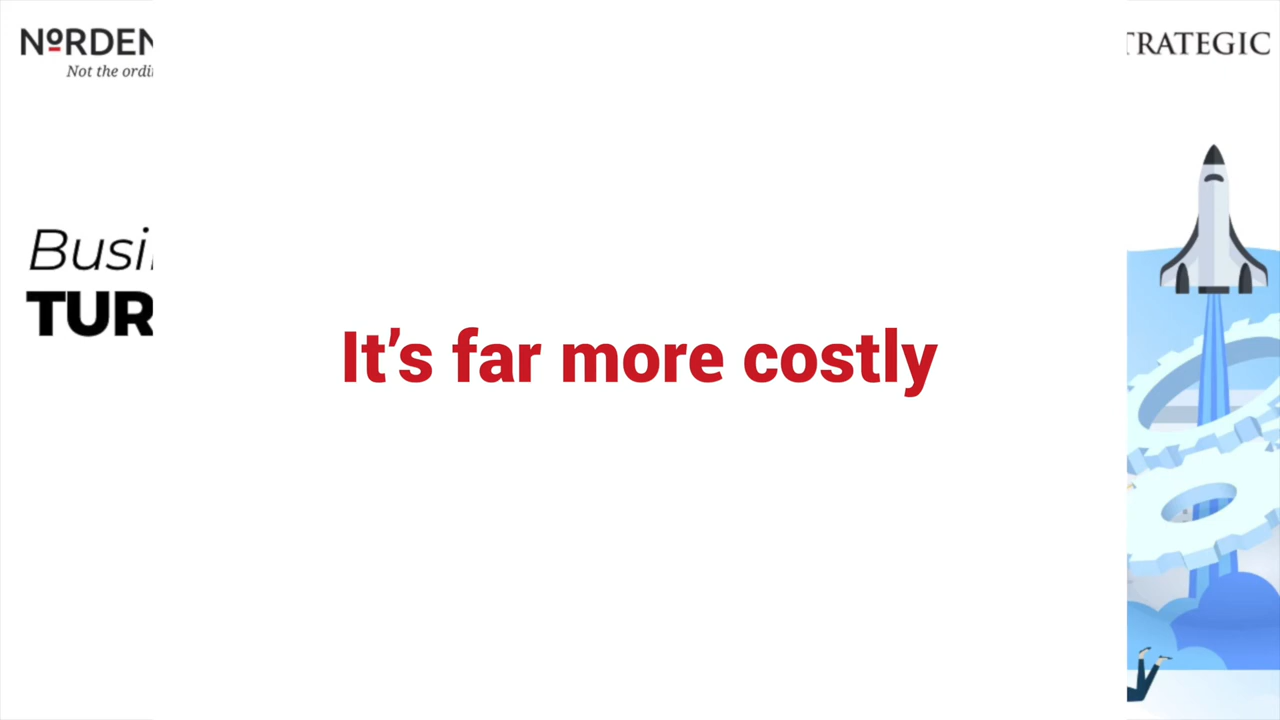 NºRDEN
Not the ordi
TRATEGIC
Busi
TUR
It’s far more costly